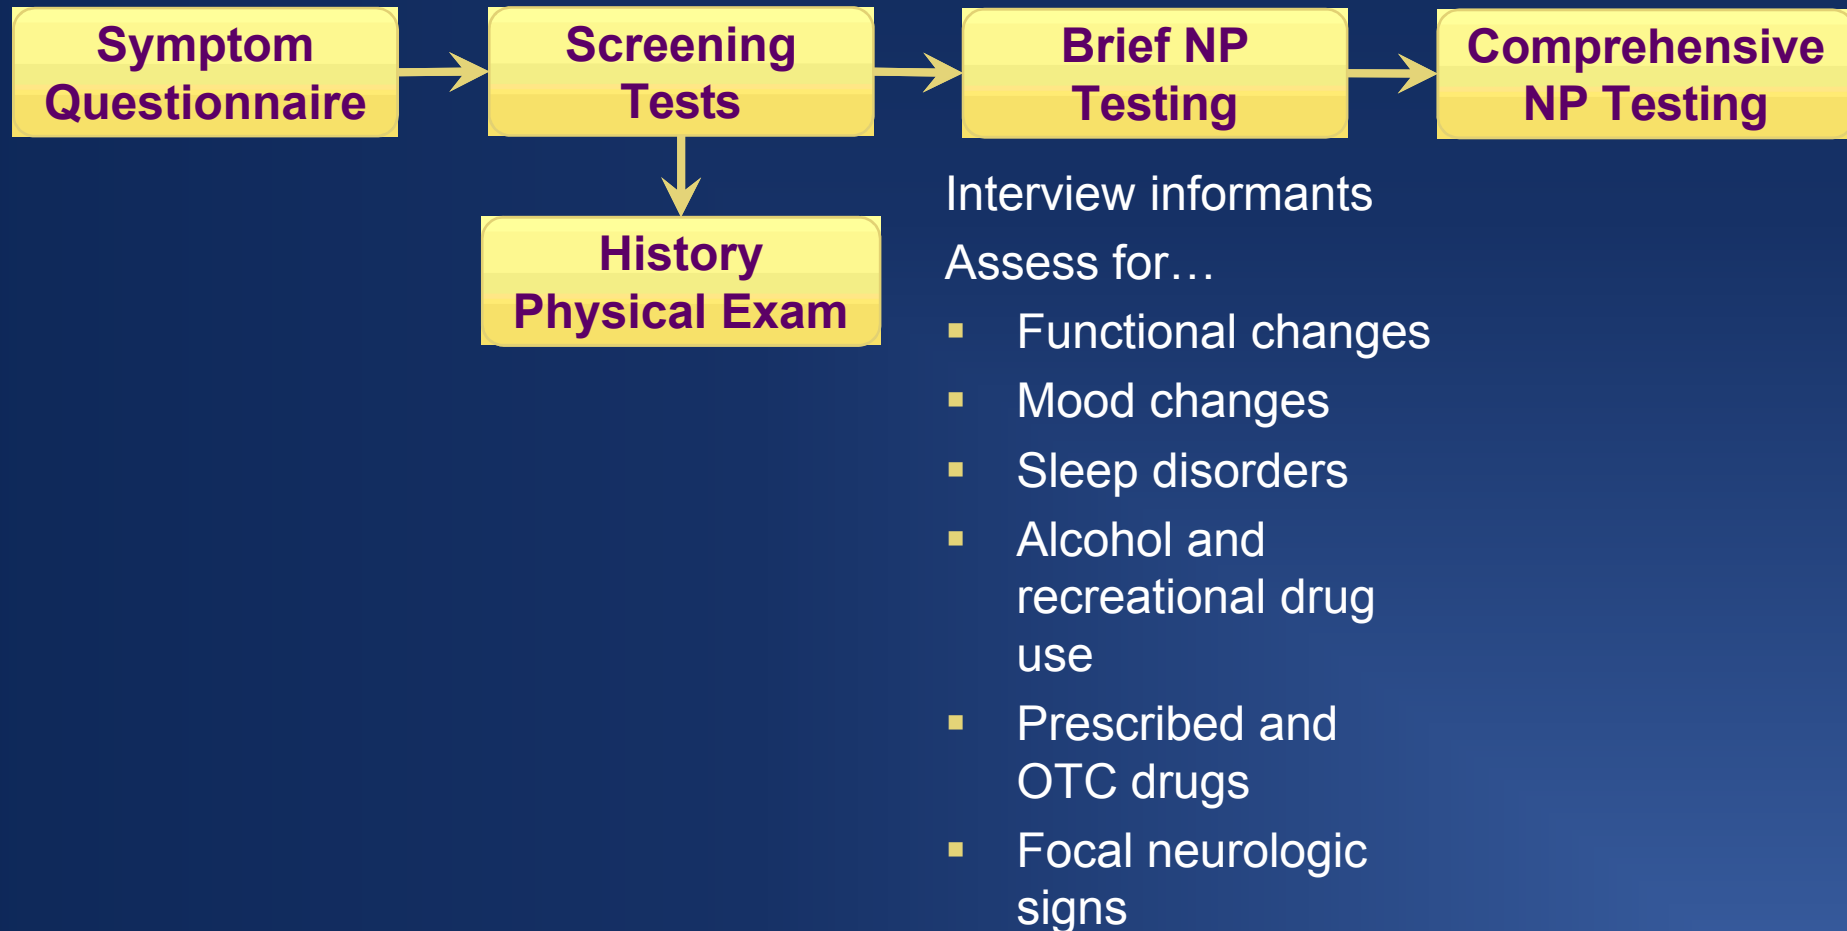 Symptom
Questionnaire
Screening
Tests
Brief NP
Testing
Comprehensive
NP Testing
History
Physical Exam
Interview informants
Assess for…
▪ Functional changes
▪ Mood changes
▪ Sleep disorders
▪ Alcohol and
recreational drug
use
▪ Prescribed and
OTC drugs
▪ Focal neurologic
signs